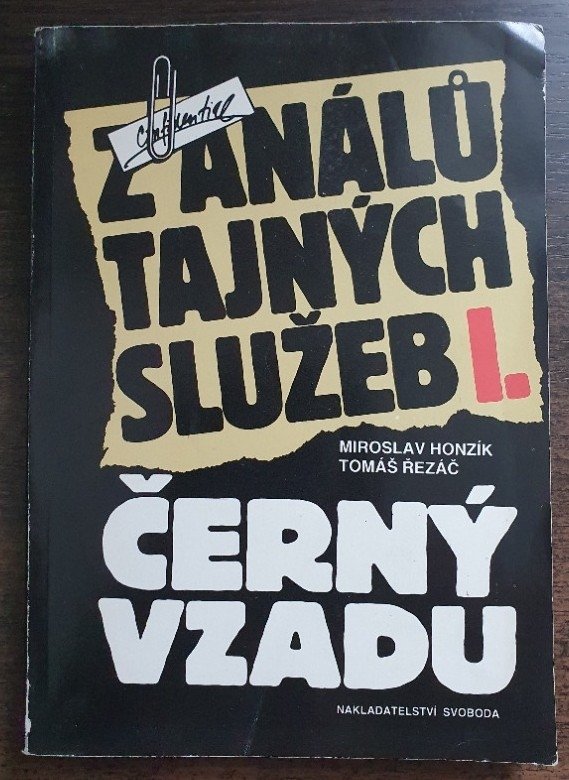 confidential
Z ANÁLŮ
TAJNÝCH
SLUŽEB I.
MIROSLAV HONZÍK
TOMÁŠ ŘEZÁČ
ČERNÝ
VZADU
NAKLADATELSTVÍ SVOBODA